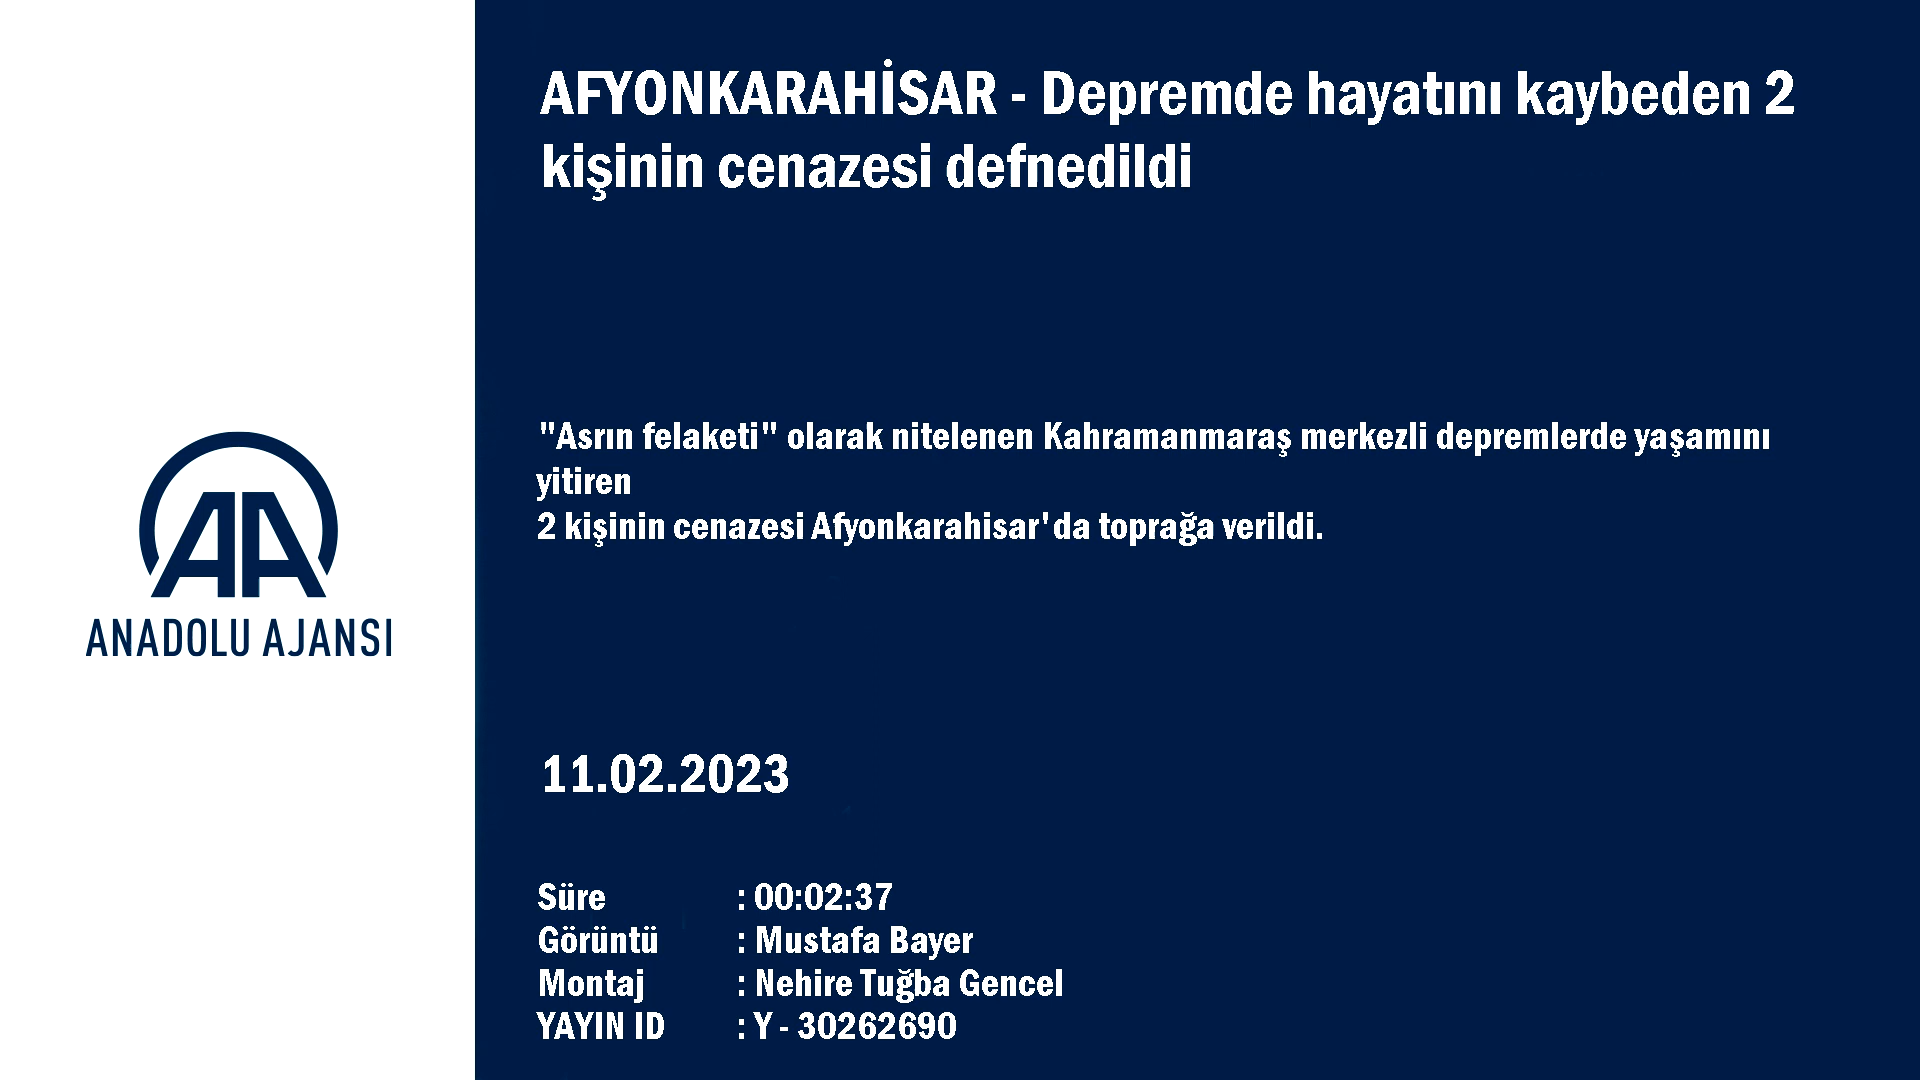 AFYONKARAHİSAR - Depremde hayatını kaybeden 2
kişinin cenazesi defnedildi
"Asrın felaketi" olarak nitelenen Kahramanmaraş merkezli depremlerde yaşamını
yitiren
2 kişinin cenazesi Afyonkarahisar'da toprağa verildi.
AA
ANADOLU AJANSI
11.02.2023
Süre : 00:02:37
Görüntü : Mustafa Bayer
Montaj : Nehire Tuğba Gencel
YAYIN ID : Y - 30262690